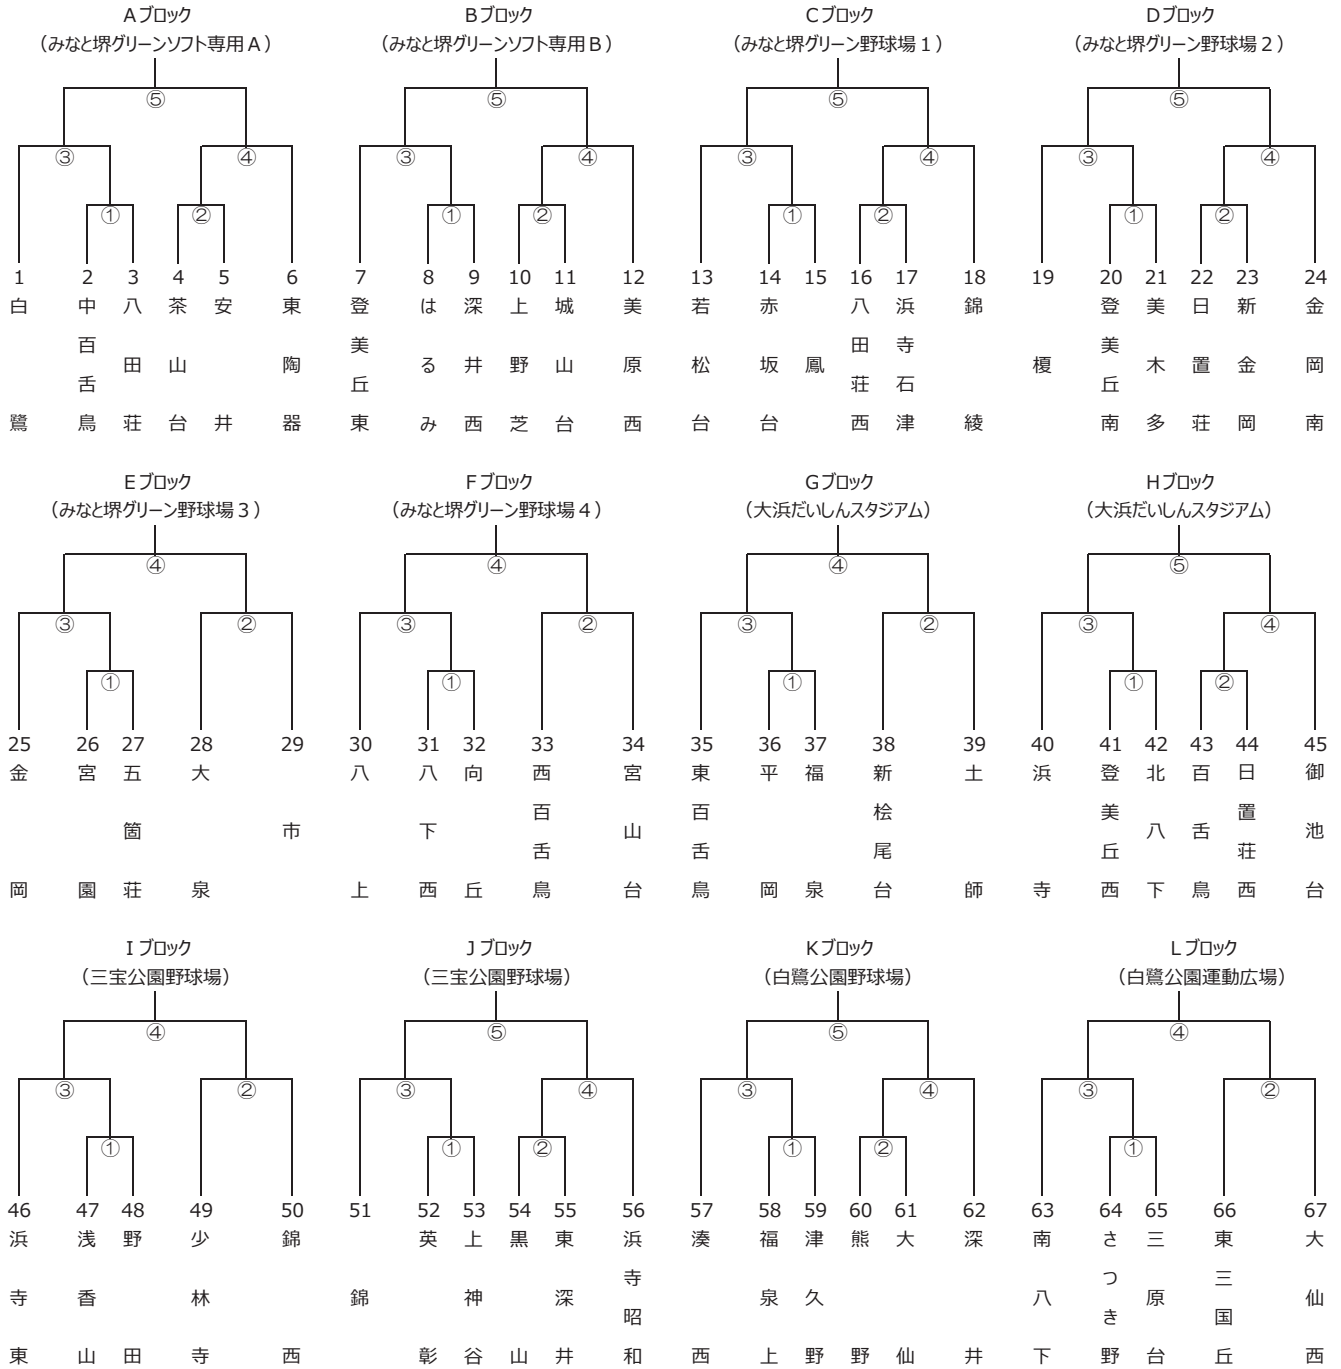 Aブロック
（みなと堺グリーンソフト専用A）
⑤
③
④
①
②
1 白鷺
2 中百舌鳥
3 八田荘
4 茶山台
5 安井
6 東陶器
Bブロック
（みなと堺グリーンソフト専用B）
⑤
③
④
①
②
7 登美丘東
8 はるみ
9 深井西
10 上野芝
11 城山台
12 美原西
Cブロック
（みなと堺グリーン野球場1）
⑤
③
④
①
②
13 若松台
14 赤坂台
15 鳳
16 八田荘西
17 浜寺石津
18 錦綾
Dブロック
（みなと堺グリーン野球場2）
⑤
③
④
①
②
19 榎
20 登美丘南
21 美木多
22 日置荘
23 新金岡
24 金岡南
Eブロック
（みなと堺グリーン野球場3）
④
③
②
①
25 金岡
26 宮園
27 五箇荘
28 大泉
29 市
Fブロック
（みなと堺グリーン野球場4）
④
③
②
①
30 八上
31 八下西
32 向丘
33 西百舌鳥
34 宮山台
Gブロック
（大浜だいしんスタジアム）
④
③
②
①
35 東百舌鳥
36 平岡
37 福泉
38 新桧尾台
39 土師
Hブロック
（大浜だいしんスタジアム）
⑤
③
④
①
②
40 浜寺
41 登美丘西
42 北八下
43 百舌鳥
44 日置荘西
45 御池台
Iブロック
（三宝公園野球場）
④
③
②
①
46 浜寺東
47 浅香山
48 野田
49 少林寺
50 錦西
Jブロック
（三宝公園野球場）
⑤
③
④
①
②
51 錦
52 英彰
53 上神谷
54 黒山
55 東深井
56 浜寺昭和
Kブロック
（白鷺公園野球場）
⑤
③
④
①
②
57 湊西
58 福泉上
59 津久野
60 熊野
61 大仙
62 深井
Lブロック
（白鷺公園運動広場）
④
③
②
①
63 南八下
64 さつき野
65 三原台
66 東三国丘
67 大仙西